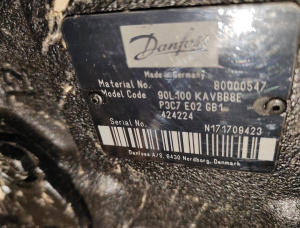 Danfoss
Made in Germany
Material No. 80000547
Model Code 90L100 KAVBB8E
P3C7 E02 GB1
424224
Serial No. N171709423
Danfoss A/S, 6430 Nordborg, Denmark